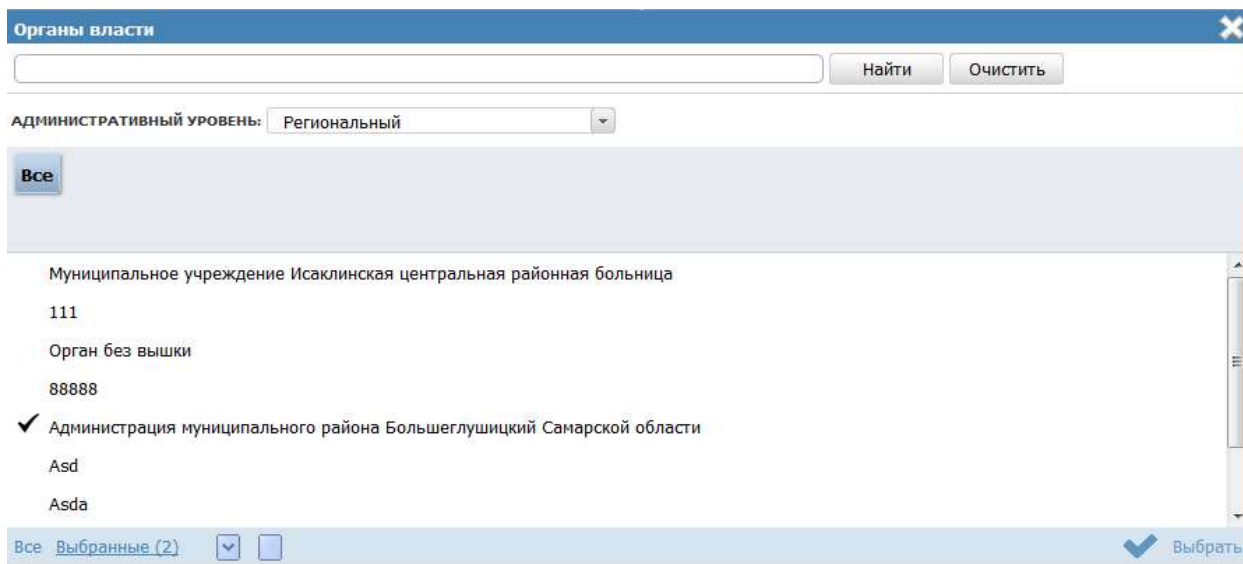 Органы власти
Найти Очистить
АДМИНИСТРАТИВНЫЙ УРОВЕНЬ: Региональный
Все
Муниципальное учреждение Исаклинская центральная районная больница
111
Орган без вышки
88888
Администрация муниципального района Большеглушицкий Самарской области
Asd
Asda
Все Выбранные (2) Выбрать